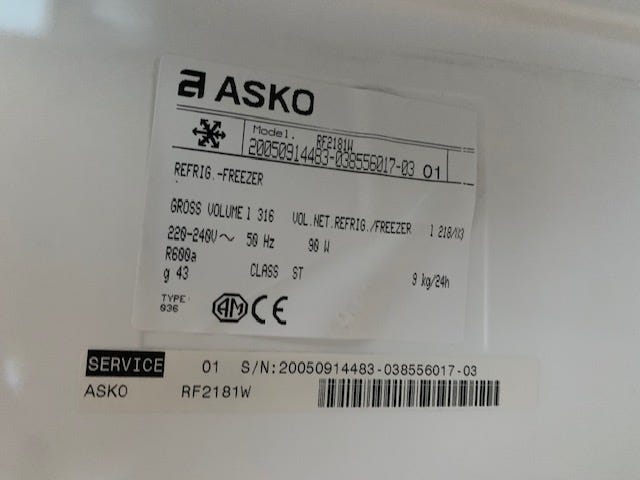 a ASKO
Model. RF2181W
20050914483-038556017-03 01
REFRIG.-FREEZER
GROSS VOLUME l 316 VOL.NET.REFRIG./FREEZER l 218/
220-240V~ 50 Hz 90 W
R600a
g 43 CLASS ST 9 kg/24h
TYPE:
036 AM CE
SERVICE 01 S/N:20050914483-038556017-03
ASKO RF2181W